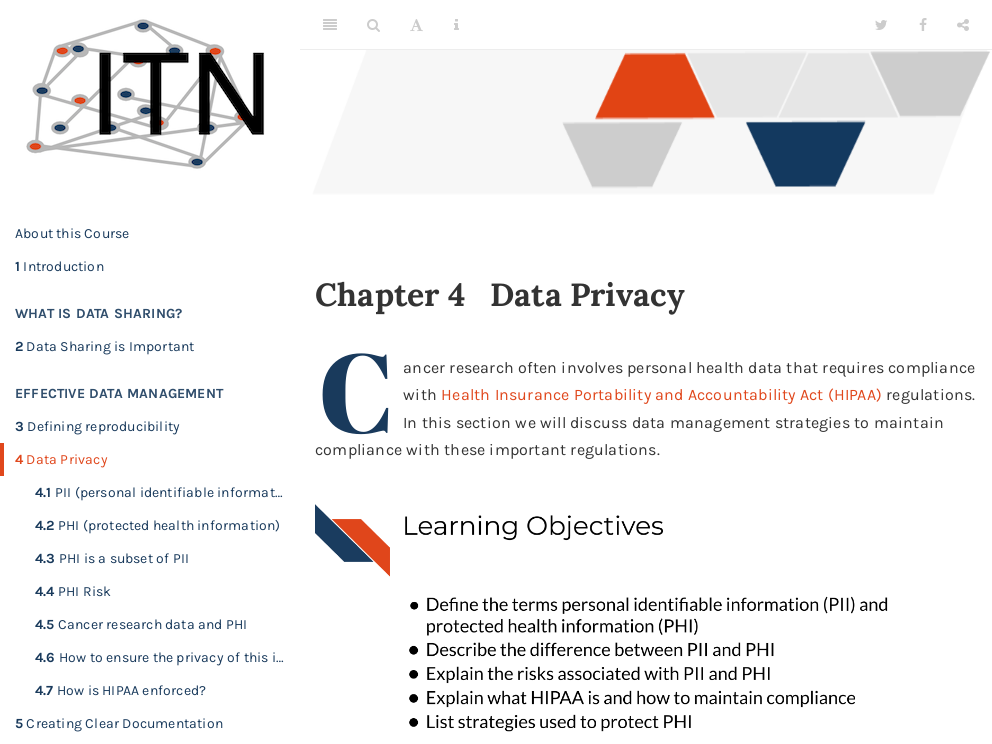 ITN
About this Course
1 Introduction
WHAT IS DATA SHARING?
2 Data Sharing is Important
EFFECTIVE DATA MANAGEMENT
3 Defining reproducibility
4 Data Privacy
4.1 PII (personal identifiable informat…
4.2 PHI (protected health information)
4.3 PHI is a subset of PII
4.4 PHI Risk
4.5 Cancer research data and PHI
4.6 How to ensure the privacy of this i…
4.7 How is HIPAA enforced?
5 Creating Clear Documentation
Chapter 4 Data Privacy
Cancer research often involves personal health data that requires compliance
with Health Insurance Portability and Accountability Act (HIPAA) regulations.
In this section we will discuss data management strategies to maintain
compliance with these important regulations.
Learning Objectives
● Define the terms personal identifiable information (PII) and
protected health information (PHI)
● Describe the difference between PII and PHI
● Explain the risks associated with PII and PHI
● Explain what HIPAA is and how to maintain compliance
● List strategies used to protect PHI